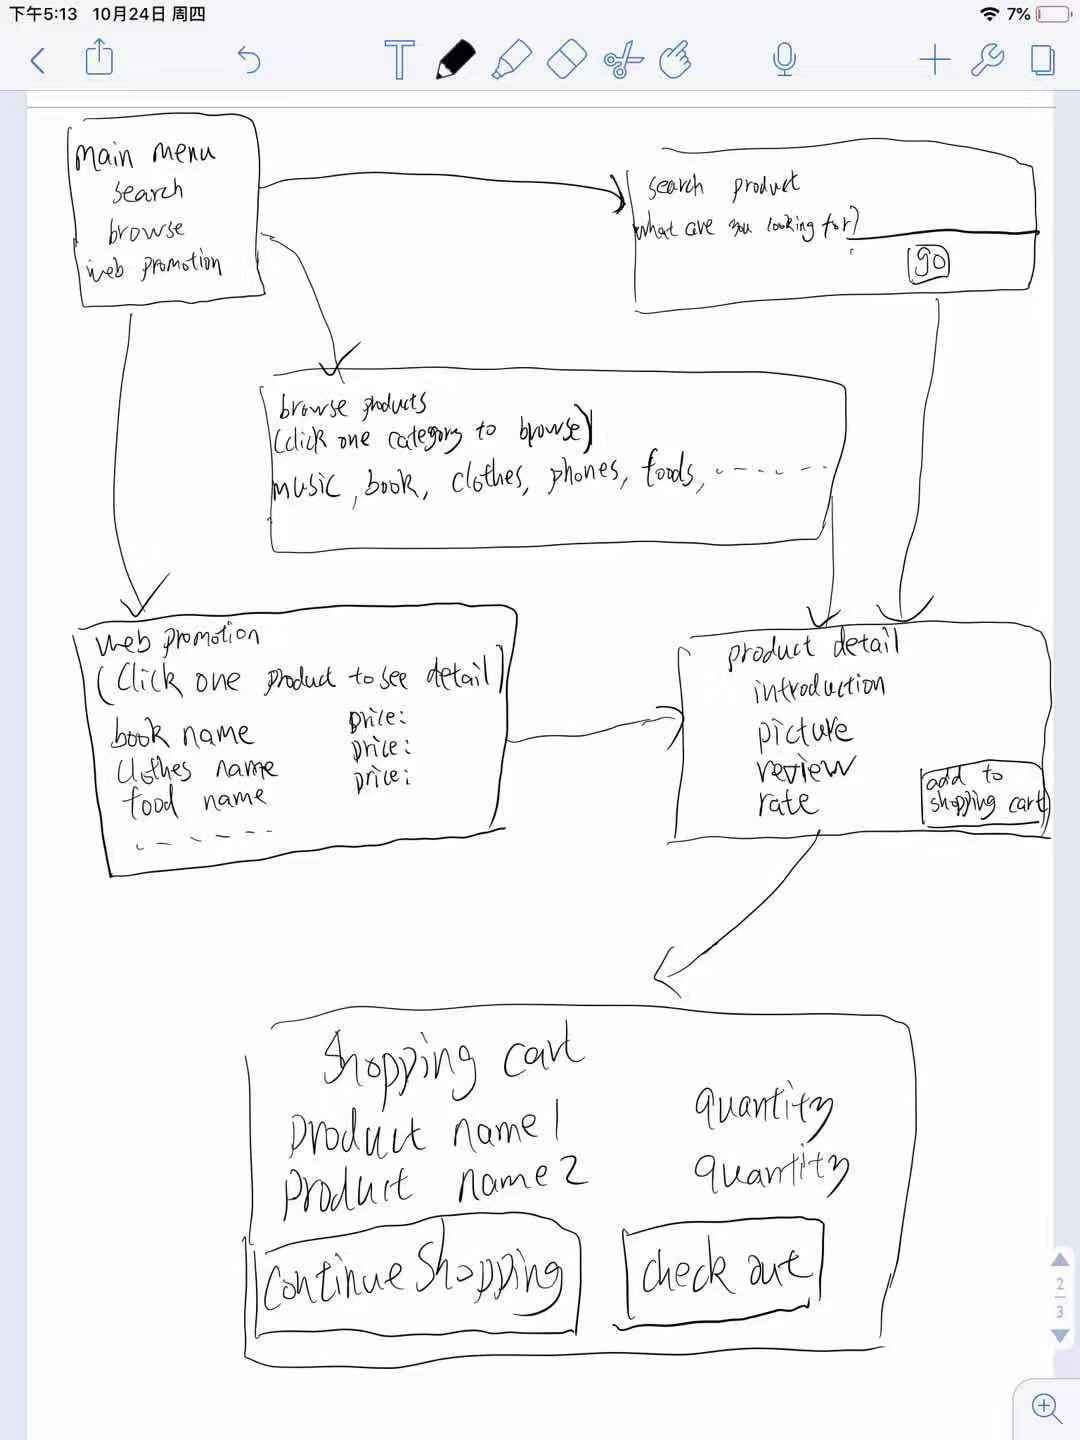 下午5:13 10月24日 周四
7%
main menu
search
browse
web promotion
search product
what are you looking for?
go
browse products
(click one category to browse)
music, book, clothes, phones, foods, ------
web promotion
(Click one product to see detail)
book name price:
clothes name price:
food name price:
------
product detail
introduction
picture
review
rate
add to
shopping cart
Shopping cart
product name1 quantity
product name2 quantity
Continue Shopping
check out
2
3